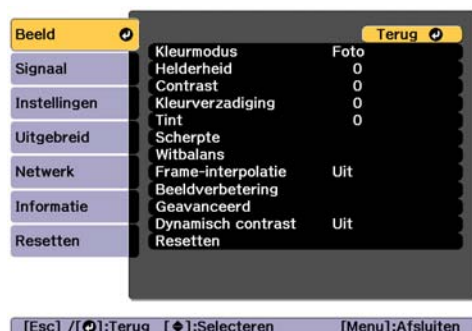 Beeld
Signaal
Instellingen
Uitgebreid
Netwerk
Informatie
Resetten
Terug
Kleurmodus Foto
Helderheid 0
Contrast 0
Kleurverzadiging 0
Tint 0
Scherpte
Witbalans
Frame-interpolatie Uit
Beeldverbetering
Geavanceerd
Dynamisch contrast Uit
Resetten
[Esc] /[↵]:Terug [◆]:Selecteren [Menu]:Afsluiten